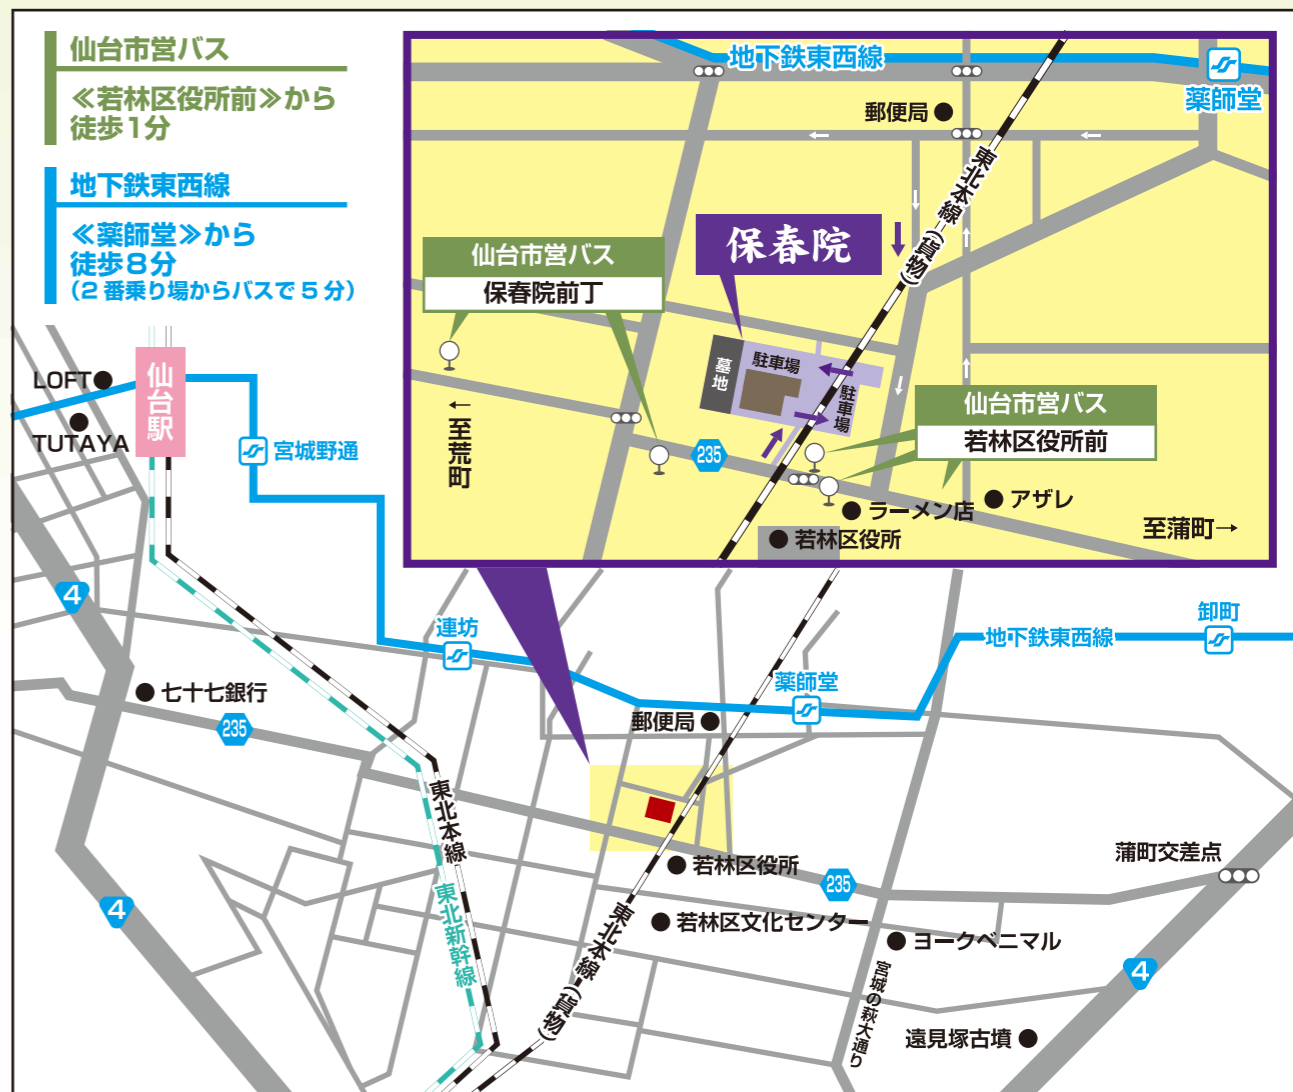 仙台市営バス
≪若林区役所前≫から
徒歩1分
地下鉄東西線
≪薬師堂≫から
徒歩8分
(2番乗り場からバスで5分)
地下鉄東西線
薬師堂
郵便局
東北本線(貨物)
保春院
仙台市営バス
保春院前丁
墓地
駐車場
駐車場
←至荒町
235
仙台市営バス
若林区役所前
アザレ
ラーメン店
若林区役所
至蒲町→
LOFT
TUTAYA
仙台駅
宮城野通
4
連坊
地下鉄東西線
卸町
薬師堂
七十七銀行
235
郵便局
東北本線
東北新幹線
若林区役所
235
蒲町交差点
4
若林区文化センター
ヨークベニマル
東北本線(貨物)
宮城の萩大通り
4
遠見塚古墳